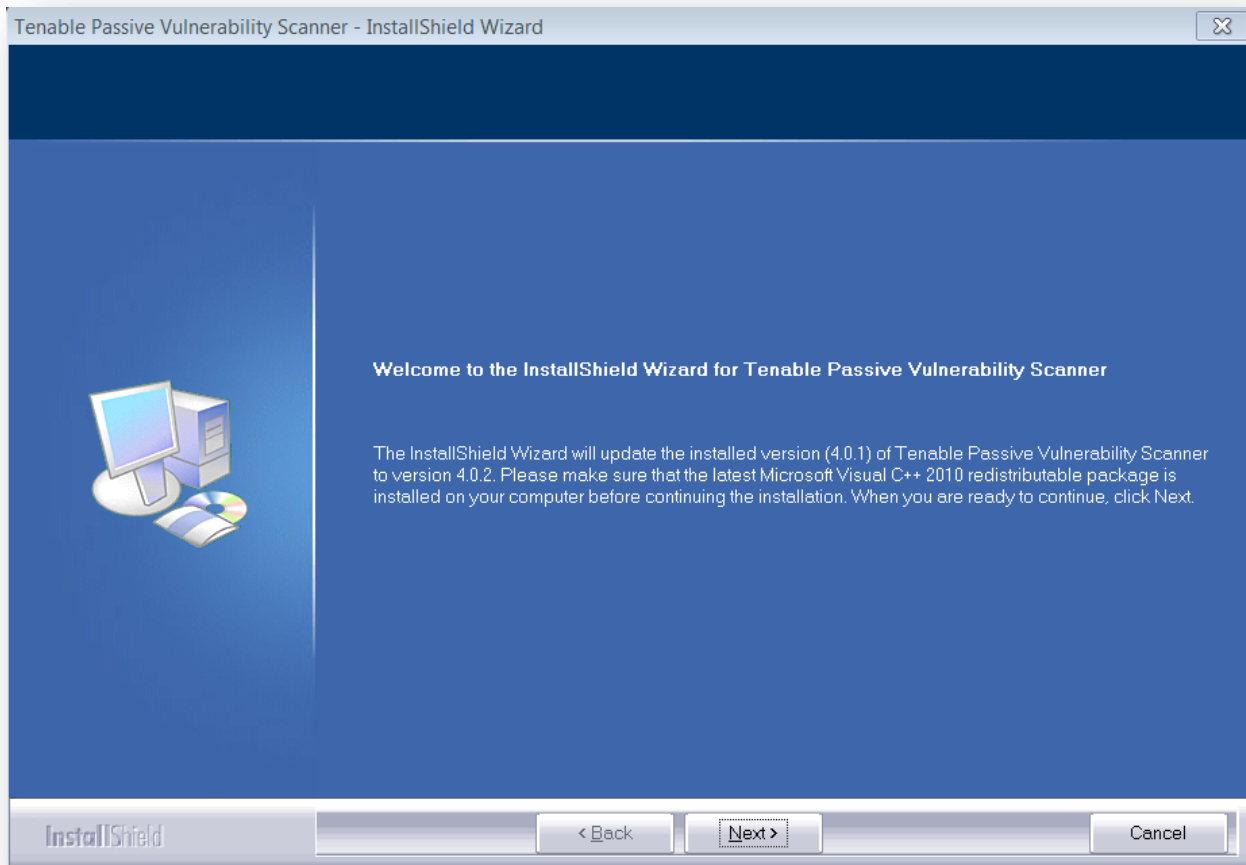 Tenable Passive Vulnerability Scanner - InstallShield Wizard
Welcome to the InstallShield Wizard for Tenable Passive Vulnerability Scanner
The InstallShield Wizard will update the installed version (4.0.1) of Tenable Passive Vulnerability Scanner
to version 4.0.2. Please make sure that the latest Microsoft Visual C++ 2010 redistributable package is
installed on your computer before continuing the installation. When you are ready to continue, click Next.
InstallShield
< Back
Next >
Cancel